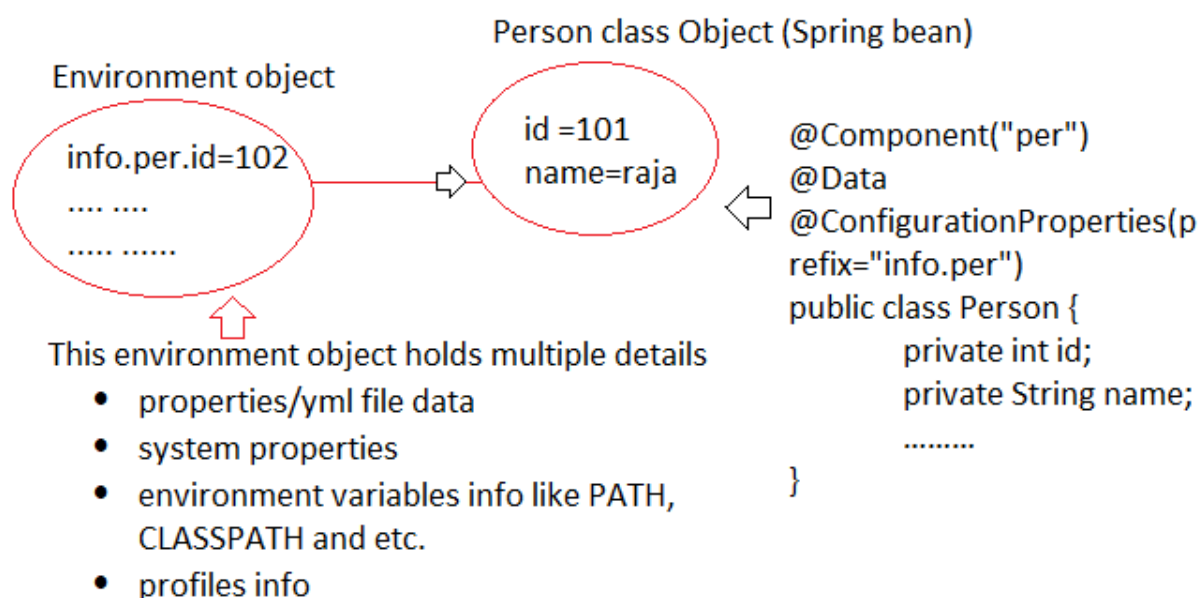 Person class Object (Spring bean)
Environment object
info.per.id=102
.... ....
..... ......
id =101
name=raja
@Component("per")
@Data
@ConfigurationProperties(p
refix="info.per")
public class Person {
private int id;
private String name;
.........
}
This environment object holds multiple details
• properties/yml file data
• system properties
• environment variables info like PATH,
CLASSPATH and etc.
• profiles info